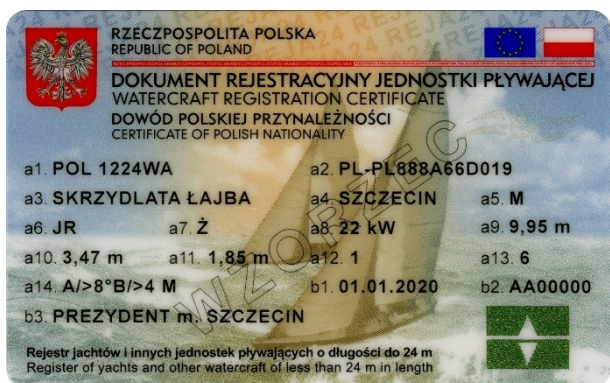 RZECZPOSPOLITA POLSKA
REPUBLIC OF POLAND
DOKUMENT REJESTRACYJNY JEDNOSTKI PŁYWAJĄCEJ
WATERCRAFT REGISTRATION CERTIFICATE
DOWÓD POLSKIEJ PRZYNALEŻNOŚCI
CERTIFICATE OF POLISH NATIONALITY
a1. POL 1224WA a2. PL-PL888A66D019
a3. SKRZYDLATA ŁAJBA a4. SZCZECIN a5. M
a6. JR a7. Ż a8. 22 kW a9. 9,95 m
a10. 3,47 m a11. 1,85 m a12. 1 a13. 6
a14. A/>8°B/>4 M b1. 01.01.2020 b2. AA00000
b3. PREZYDENT m. SZCZECIN
WZORZEC
Rejestr jachtów i innych jednostek pływających o długości do 24 m
Register of yachts and other watercraft of less than 24 m in length